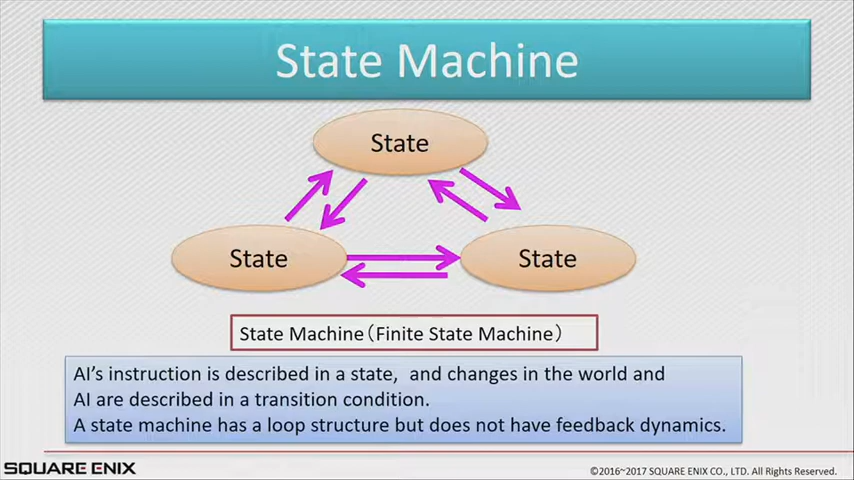 State Machine
State
State
State
State Machine（Finite State Machine）
AI's instruction is described in a state,  and changes in the world and
AI are described in a transition condition.
A state machine has a loop structure but does not have feedback dynamics.
SQUARE ENIX
©2016~2017 SQUARE ENIX CO., LTD. All Rights Reserved.